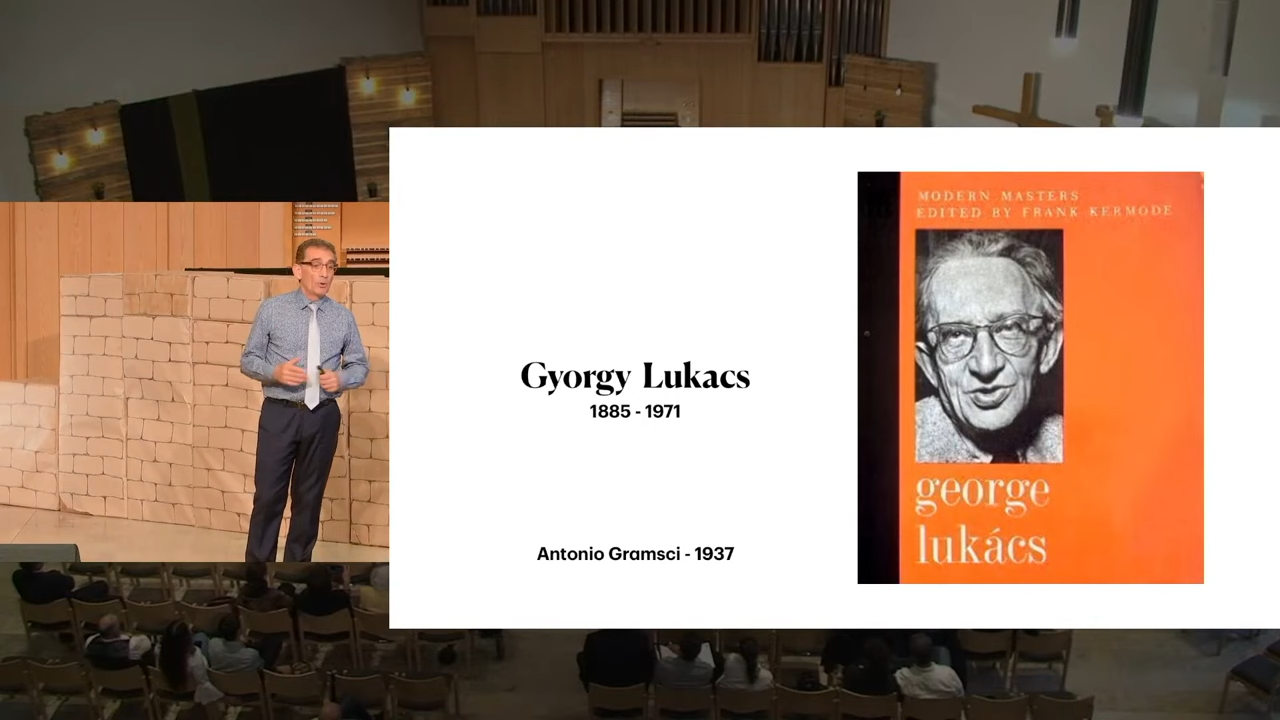 Gyorgy Lukacs
1885 - 1971
Antonio Gramsci - 1937
MODERN MASTERS
EDITED BY FRANK KERMODE
george
lukács